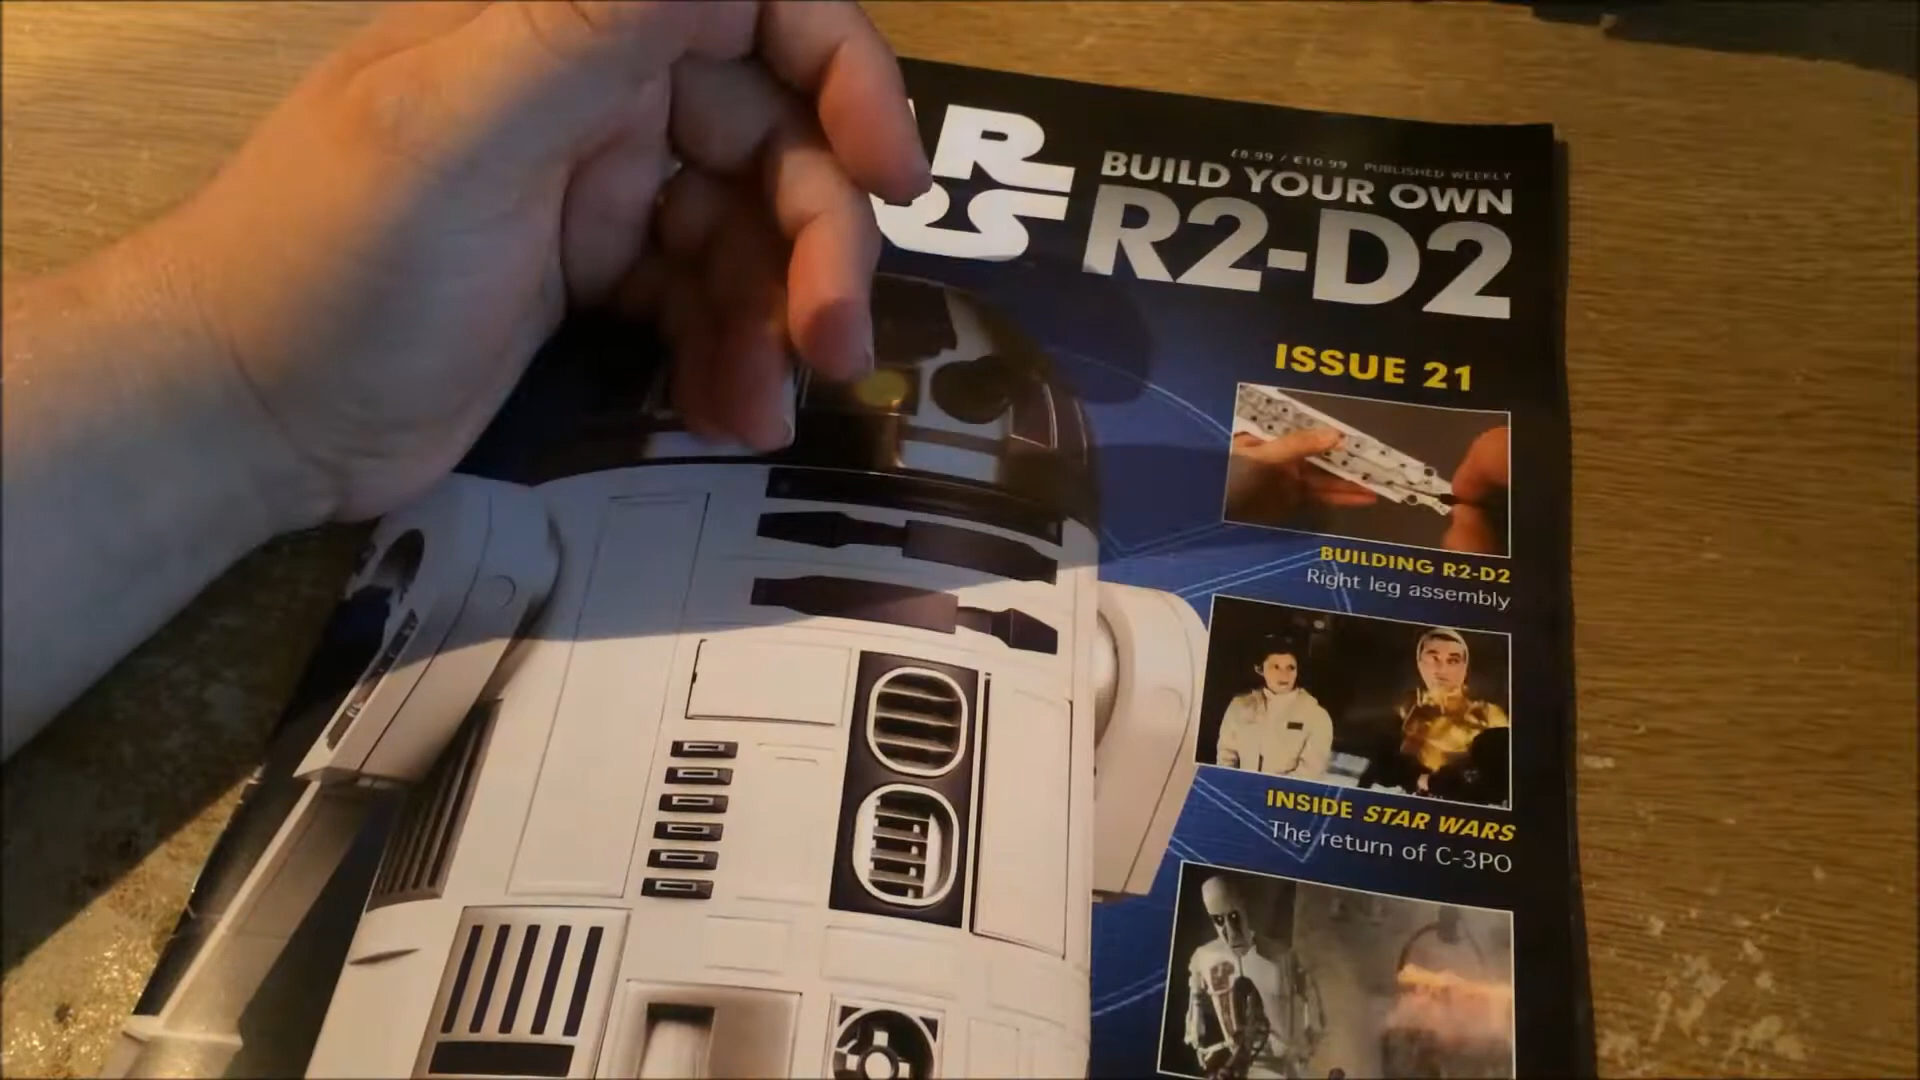 £8.99 / €10.99 PUBLISHED WEEKLY
BUILD YOUR OWN
R2-D2
ISSUE 21
BUILDING R2-D2
Right leg assembly
INSIDE STAR WARS
The return of C-3PO